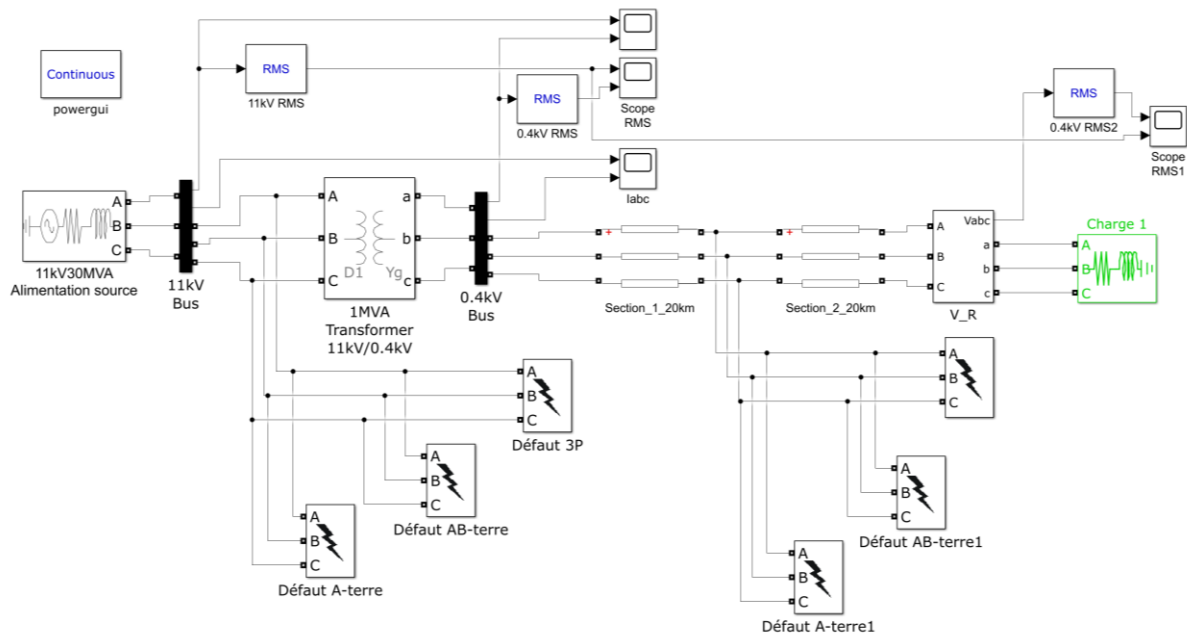 Continuous
powergui
RMS
11kV RMS
RMS
0.4kV RMS
Scope
RMS
Iabc
RMS
0.4kV RMS2
Scope
RMS1
A
B
C
11kV30MVA
Alimentation source
11kV
Bus
A
B
C
a
b
c
D1
Yg
1MVA
Transformer
11kV/0.4kV
0.4kV
Bus
+
Section_1_20km
+
Section_2_20km
A
B
C
Vabc
a
b
c
V_R
Charge 1
A
B
C
A
B
C
Défaut 3P
A
B
C
Défaut AB-terre
A
B
C
Défaut A-terre
A
B
C
A
B
C
Défaut AB-terre1
A
B
C
Défaut A-terre1